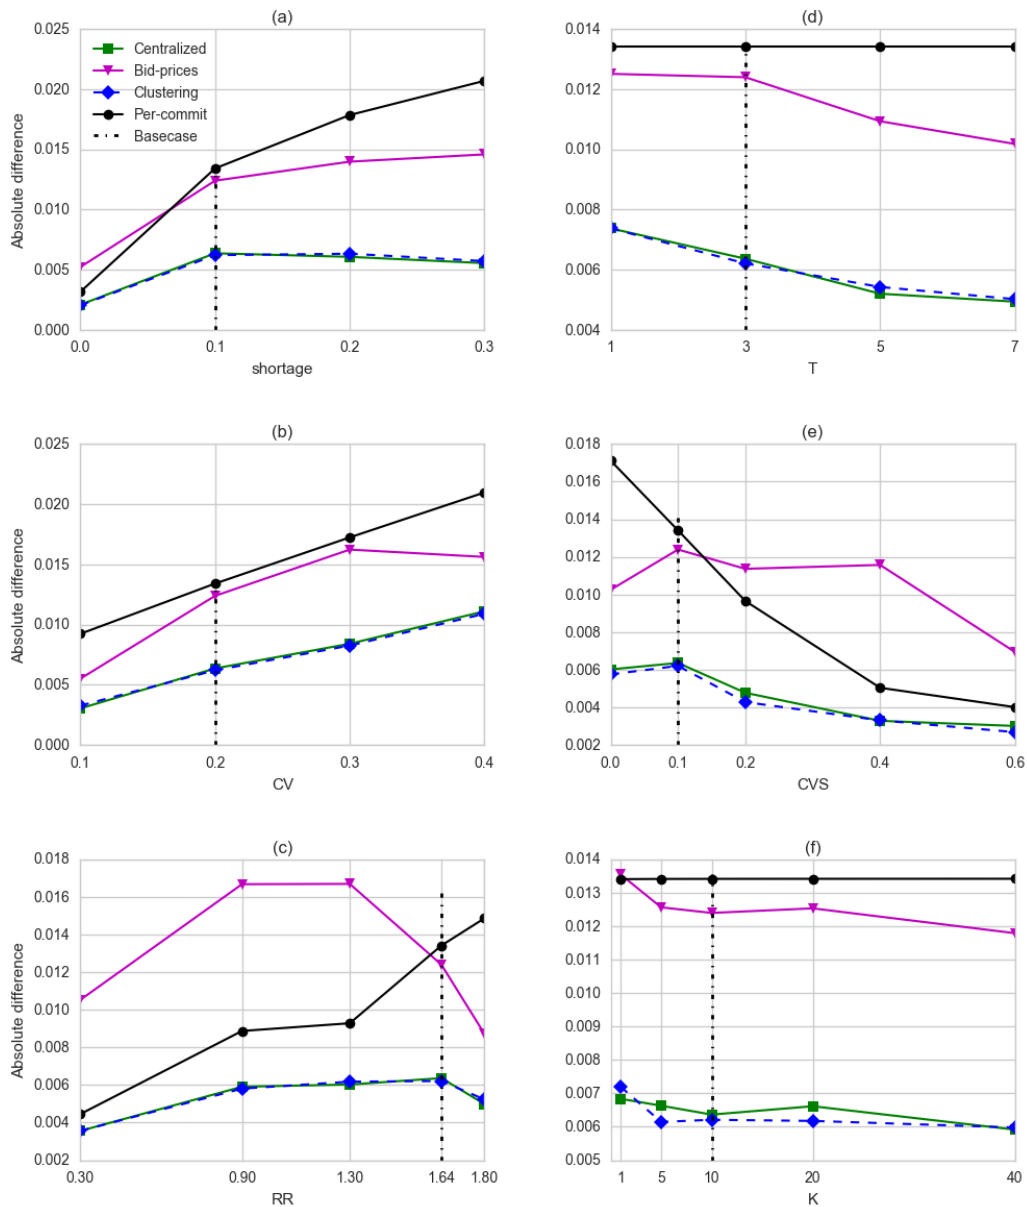 (a)
Absolute difference
0.025
0.020
0.015
0.010
0.005
0.000
Centralized
Bid-prices
Clustering
Per-commit
Basecase
0.0 0.1 0.2 0.3
shortage
(d)
0.014
0.012
0.010
0.008
0.006
0.004
1 3 5 7
T
(b)
Absolute difference
0.025
0.020
0.015
0.010
0.005
0.000
0.1 0.2 0.3 0.4
CV
(e)
0.018
0.016
0.014
0.012
0.010
0.008
0.006
0.004
0.002
0.0 0.1 0.2 0.4 0.6
CVS
(c)
Absolute difference
0.018
0.016
0.014
0.012
0.010
0.008
0.006
0.004
0.002
0.30 0.90 1.30 1.64 1.80
RR
(f)
0.014
0.013
0.012
0.011
0.010
0.009
0.008
0.007
0.006
0.005
1 5 10 20 40
K